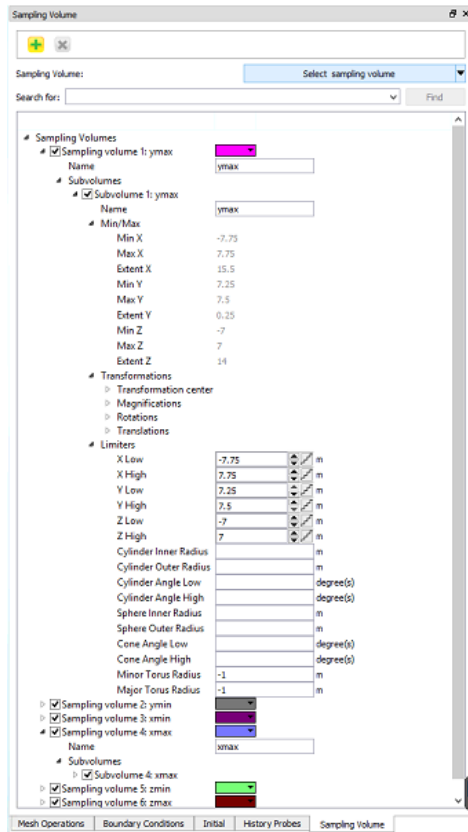 Sampling Volume
Sampling Volume:
Select sampling volume
Search for:
Find
Sampling Volumes
Sampling volume 1: ymax
Name
ymax
Subvolumes
Subvolume 1: ymax
Name
ymax
Min/Max
Min X
-7.75
Max X
7.75
Extent X
15.5
Min Y
7.25
Max Y
7.5
Extent Y
0.25
Min Z
-7
Max Z
7
Extent Z
14
Transformations
Transformation center
Magnifications
Rotations
Translations
Limiters
X Low
-7.75
m
X High
7.75
m
Y Low
7.25
m
Y High
7.5
m
Z Low
-7
m
Z High
7
m
Cylinder Inner Radius
m
Cylinder Outer Radius
m
Cylinder Angle Low
degree(s)
Cylinder Angle High
degree(s)
Sphere Inner Radius
m
Sphere Outer Radius
m
Cone Angle Low
degree(s)
Cone Angle High
degree(s)
Minor Torus Radius
-1
m
Major Torus Radius
-1
m
Sampling volume 2: ymin
Sampling volume 3: xmin
Sampling volume 4: xmax
Name
xmax
Subvolumes
Subvolume 4: xmax
Sampling volume 5: zmin
Sampling volume 6: zmax
Mesh Operations
Boundary Conditions
Initial
History Probes
Sampling Volume